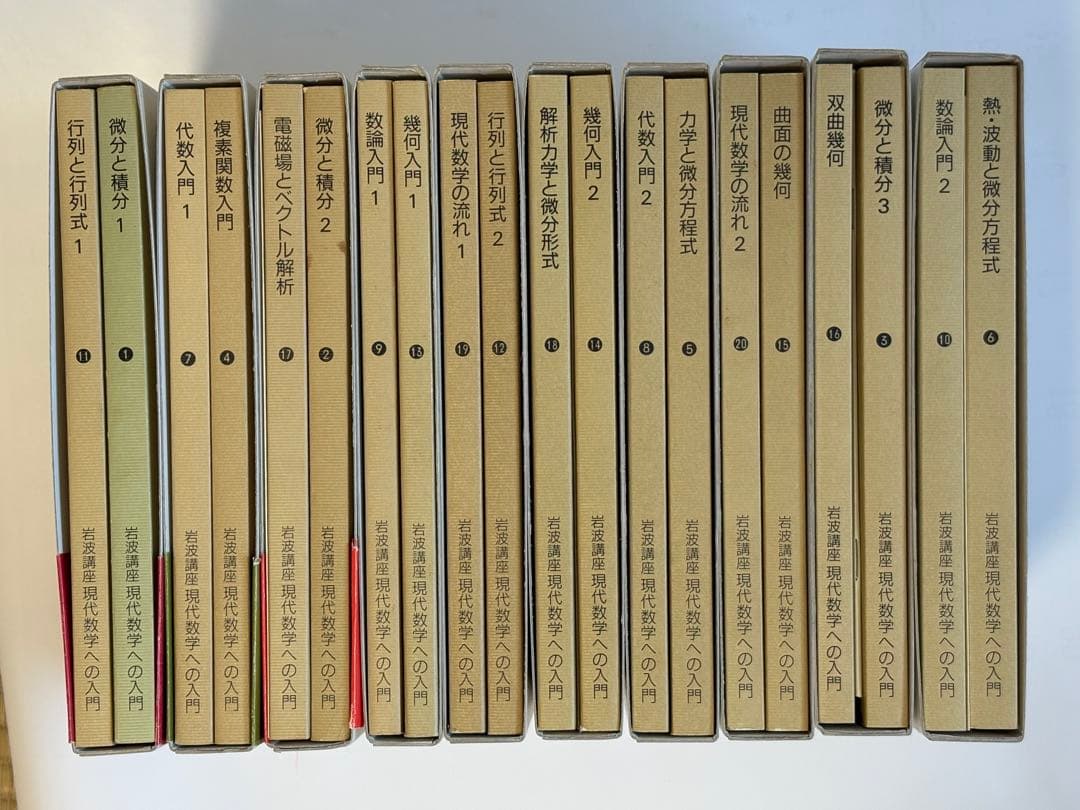 行列と行列式 1
11
岩波講座 現代数学への入門
微分と積分 1
1
岩波講座 現代数学への入門
代数入門 1
7
岩波講座 現代数学への入門
複素関数入門
4
岩波講座 現代数学への入門
電磁場とベクトル解析
17
岩波講座 現代数学への入門
微分と積分 2
2
岩波講座 現代数学への入門
数論入門 1
9
岩波講座 現代数学への入門
幾何入門 1
13
岩波講座 現代数学への入門
現代数学の流れ 1
19
岩波講座 現代数学への入門
行列と行列式 2
12
岩波講座 現代数学への入門
解析力学と微分形式
18
岩波講座 現代数学への入門
幾何入門 2
14
岩波講座 現代数学への入門
代数入門 2
8
岩波講座 現代数学への入門
力学と微分方程式
5
岩波講座 現代数学への入門
現代数学の流れ 2
20
岩波講座 現代数学への入門
曲面の幾何
15
岩波講座 現代数学への入門
双曲幾何
16
岩波講座 現代数学への入門
微分と積分 3
3
岩波講座 現代数学への入門
数論入門 2
10
岩波講座 現代数学への入門
熱・波動と微分方程式
6
岩波講座 現代数学への入門